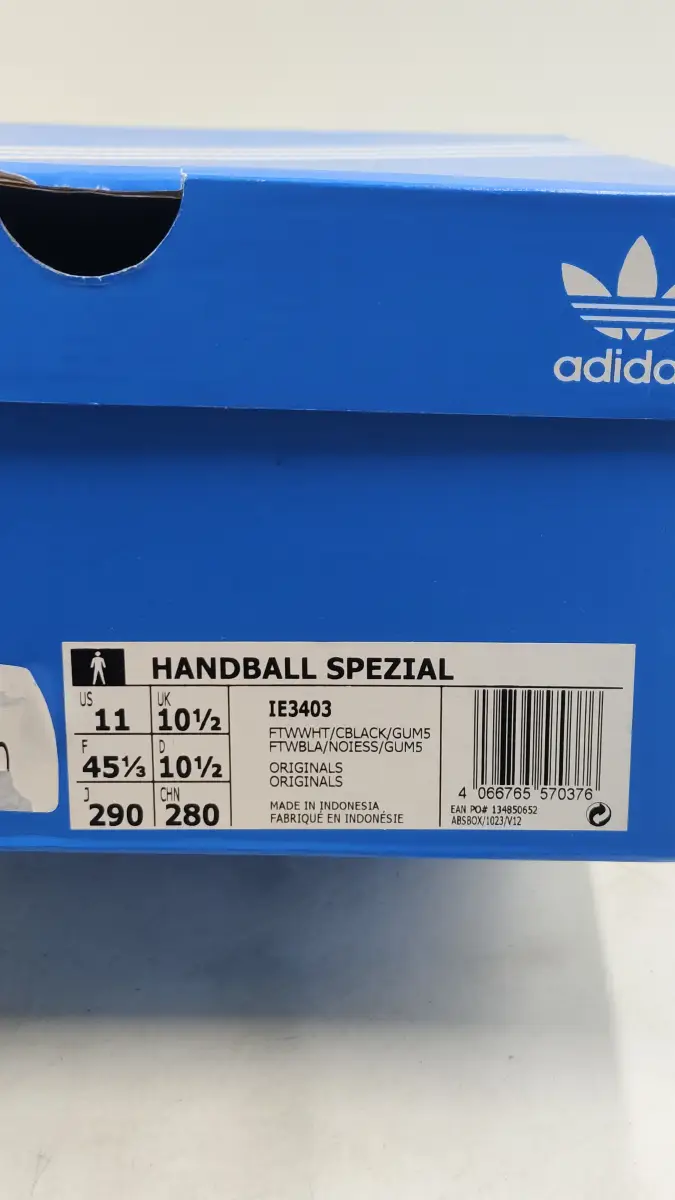 adida
HANDBALL SPEZIAL
US 11
UK 10½
F 45⅓
D 10½
J 290
CHN 280
IE3403
FTWWHT/CBLACK/GUM5
FTWBLA/NOIESS/GUM5
ORIGINALS
ORIGINALS
MADE IN INDONESIA
FABRIQUÉ EN INDONÉSIE
4 066765 570376
EAN PO# 134850652
ABSBOX/1023/V12